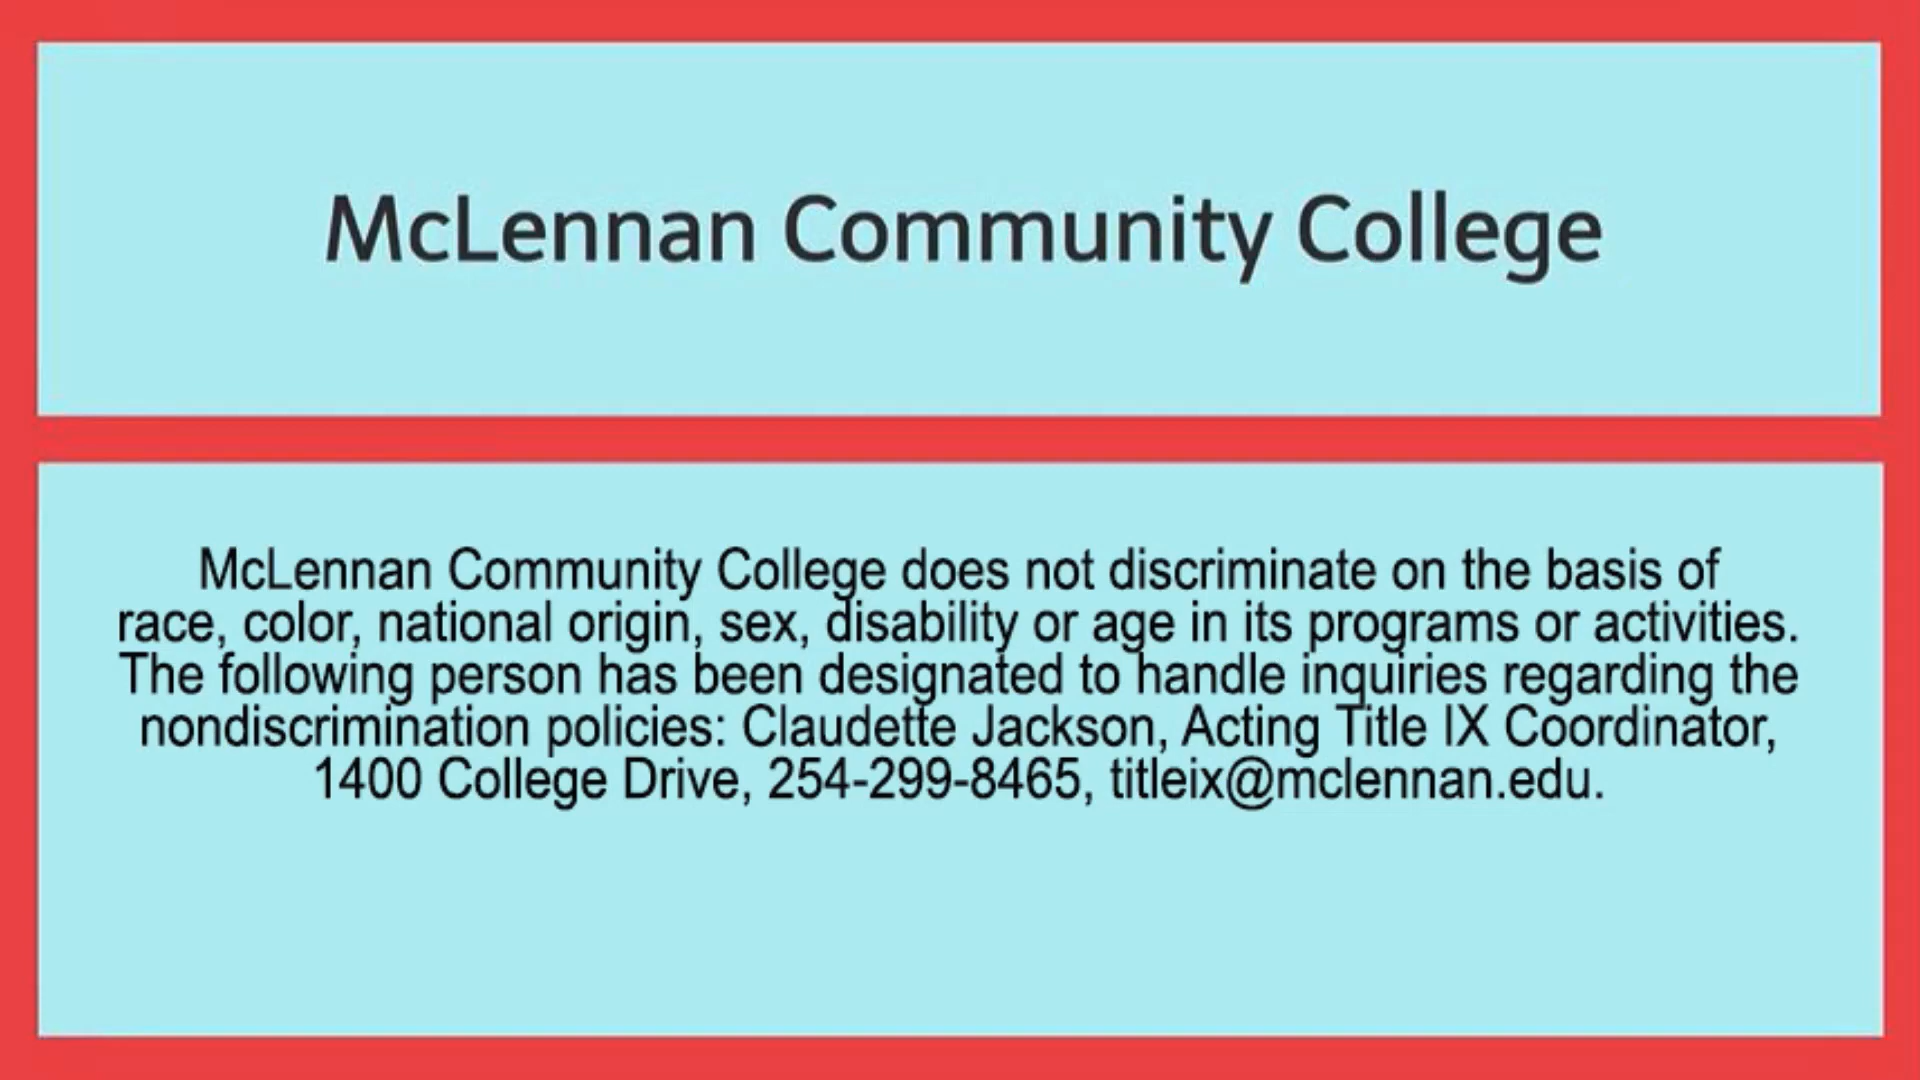 McLennan Community College
McLennan Community College does not discriminate on the basis of
race, color, national origin, sex, disability or age in its programs or activities.
The following person has been designated to handle inquiries regarding the
nondiscrimination policies: Claudette Jackson, Acting Title IX Coordinator,
1400 College Drive, 254-299-8465, titleix@mclennan.edu.